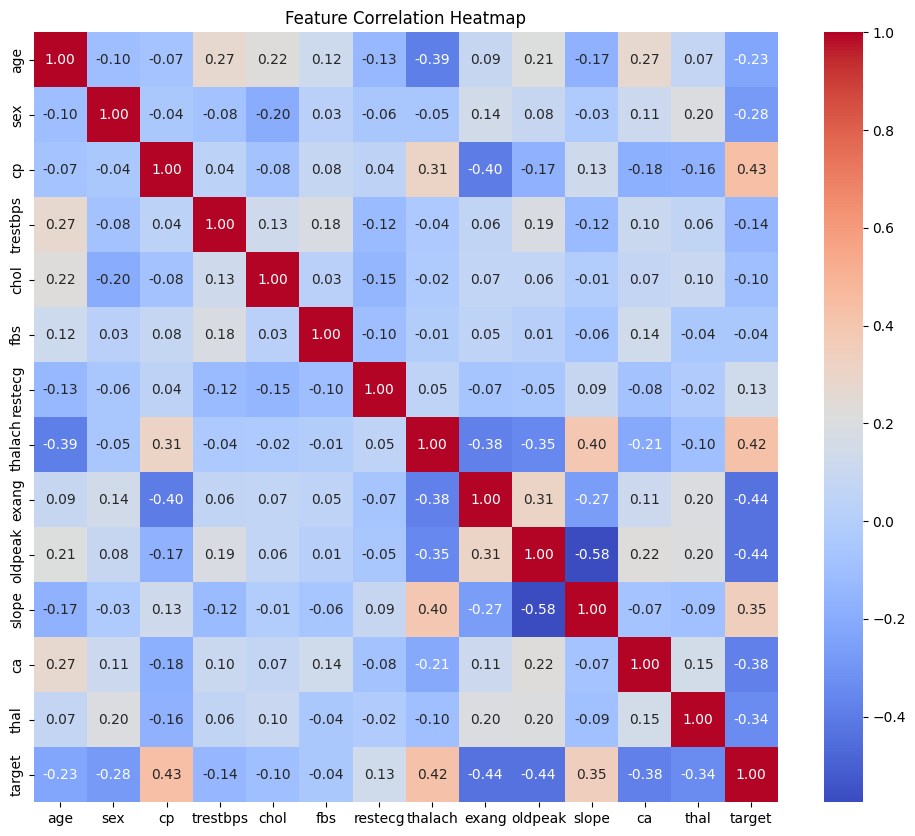 Feature Correlation Heatmap
age 1.00 -0.10 -0.07 0.27 0.22 0.12 -0.13 -0.39 0.09 0.21 -0.17 0.27 0.07 -0.23
sex -0.10 1.00 -0.04 -0.08 -0.20 0.03 -0.06 -0.05 0.14 0.08 -0.03 0.11 0.20 -0.28
cp -0.07 -0.04 1.00 0.04 -0.08 0.08 0.04 0.31 -0.40 -0.17 0.13 -0.18 -0.16 0.43
trestbps 0.27 -0.08 0.04 1.00 0.13 0.18 -0.12 -0.04 0.06 0.19 -0.12 0.10 0.06 -0.14
chol 0.22 -0.20 -0.08 0.13 1.00 0.03 -0.15 -0.02 0.07 0.06 -0.01 0.07 0.10 -0.10
fbs 0.12 0.03 0.08 0.18 0.03 1.00 -0.10 -0.01 0.05 0.01 -0.06 0.14 -0.04 -0.04
restecg -0.13 -0.06 0.04 -0.12 -0.15 -0.10 1.00 0.05 -0.07 -0.05 0.09 -0.08 -0.02 0.13
thalach -0.39 -0.05 0.31 -0.04 -0.02 -0.01 0.05 1.00 -0.38 -0.35 0.40 -0.21 -0.10 0.42
exang 0.09 0.14 -0.40 0.06 0.07 0.05 -0.07 -0.38 1.00 0.31 -0.27 0.11 0.20 -0.44
oldpeak 0.21 0.08 -0.17 0.19 0.06 0.01 -0.05 -0.35 0.31 1.00 -0.58 0.22 0.20 -0.44
slope -0.17 -0.03 0.13 -0.12 -0.01 -0.06 0.09 0.40 -0.27 -0.58 1.00 -0.07 -0.09 0.35
ca 0.27 0.11 -0.18 0.10 0.07 0.14 -0.08 -0.21 0.11 0.22 -0.07 1.00 0.15 -0.38
thal 0.07 0.20 -0.16 0.06 0.10 -0.04 -0.02 -0.10 0.20 0.20 -0.09 0.15 1.00 -0.34
target -0.23 -0.28 0.43 -0.14 -0.10 -0.04 0.13 0.42 -0.44 -0.44 0.35 -0.38 -0.34 1.00
age sex cp trestbps chol fbs restecg thalach exang oldpeak slope ca thal target
1.0
0.8
0.6
0.4
0.2
0.0
−0.2
−0.4